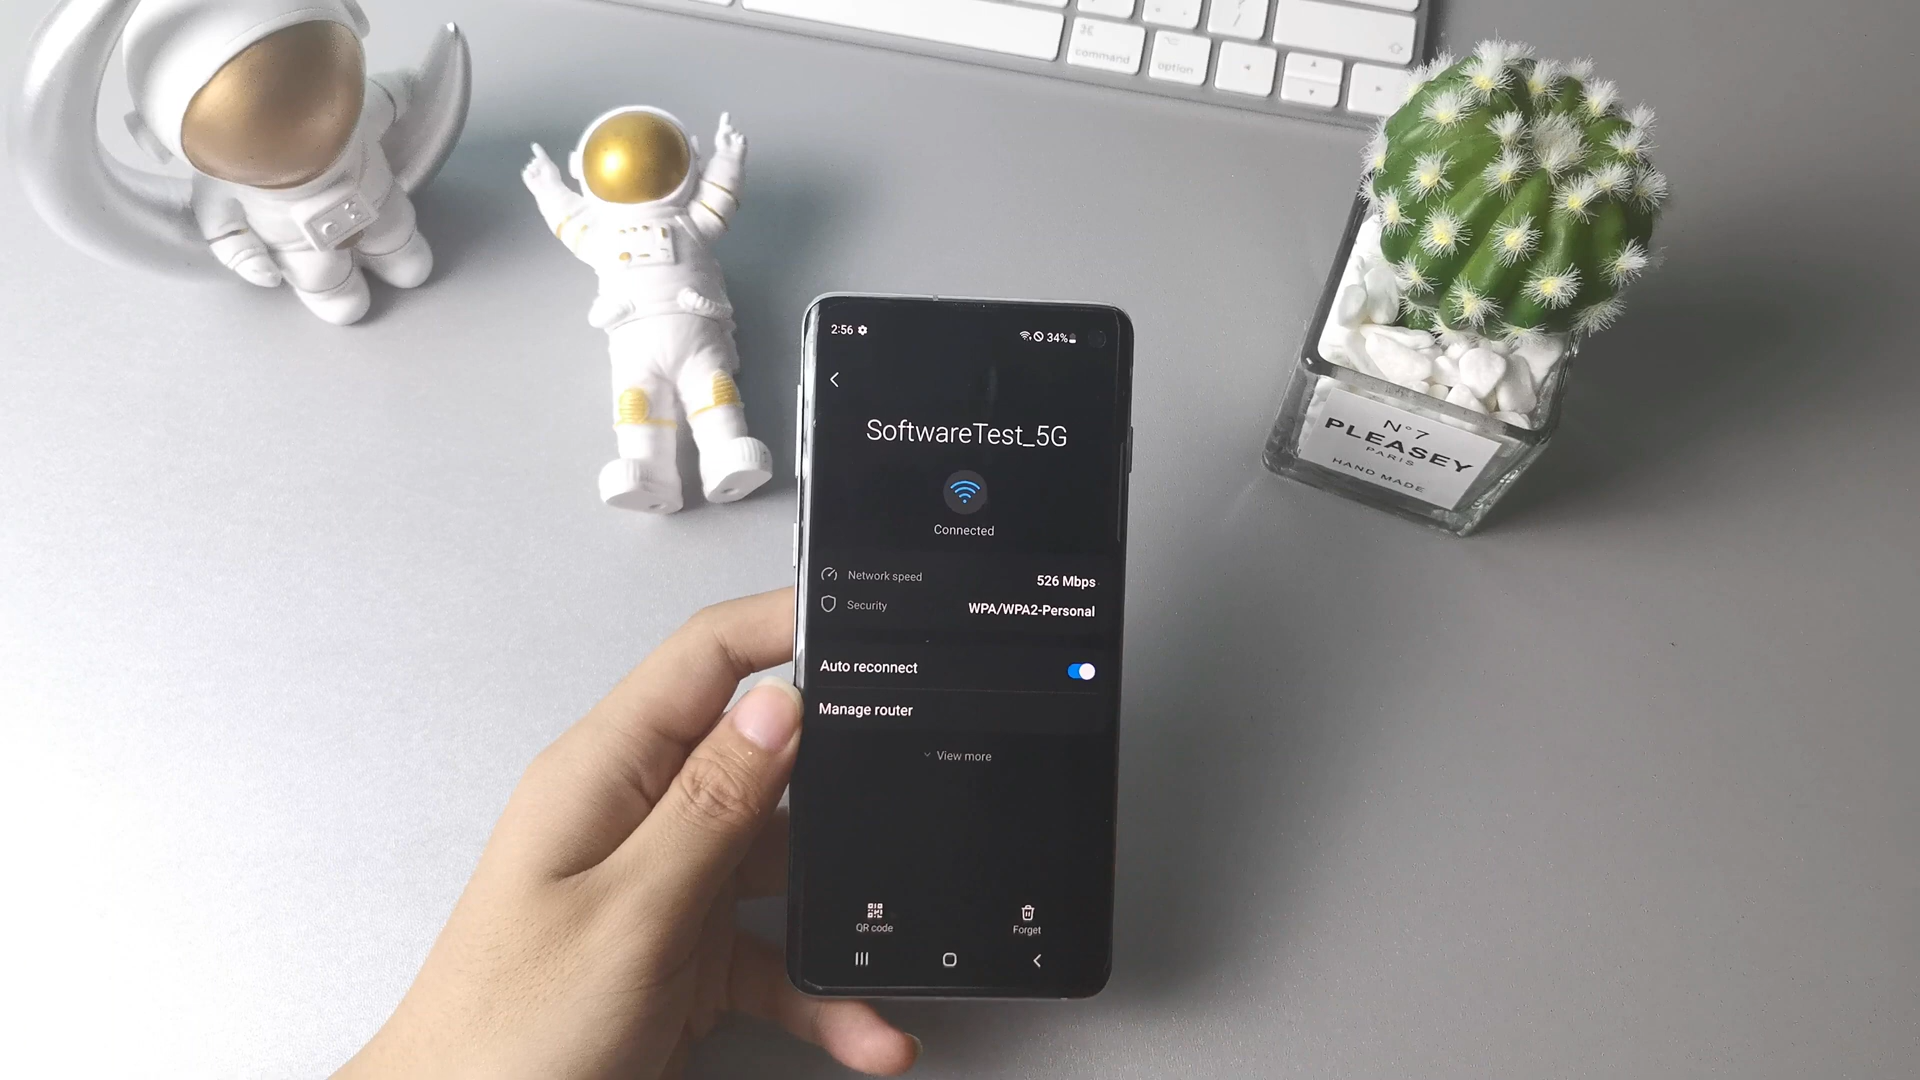 command
option
2:56
34%
SoftwareTest_5G
Connected
Network speed 526 Mbps
Security WPA/WPA2-Personal
Auto reconnect
Manage router
View more
QR code
Forget
N°7
PLEASEY
PARIS
HAND MADE